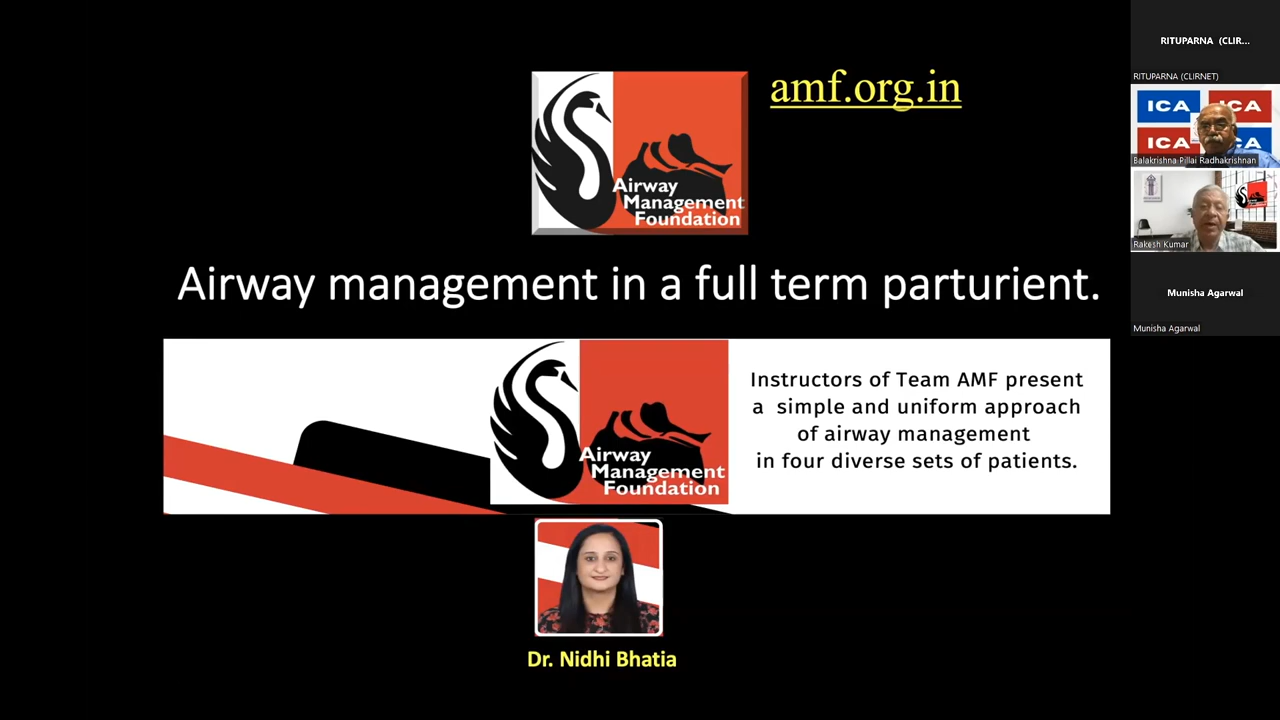 amf.org.in
Airway
Management
Foundation
Airway management in a full term parturient.
Airway
Management
Foundation
Instructors of Team AMF present
a simple and uniform approach
of airway management
in four diverse sets of patients.
Dr. Nidhi Bhatia
RITUPARNA (CLIR...
RITUPARNA (CLIRNET)
ICA
ICA
ICA
Balakrishna Pillai Radhakrishnan
Rakesh Kumar
Munisha Agarwal
Munisha Agarwal